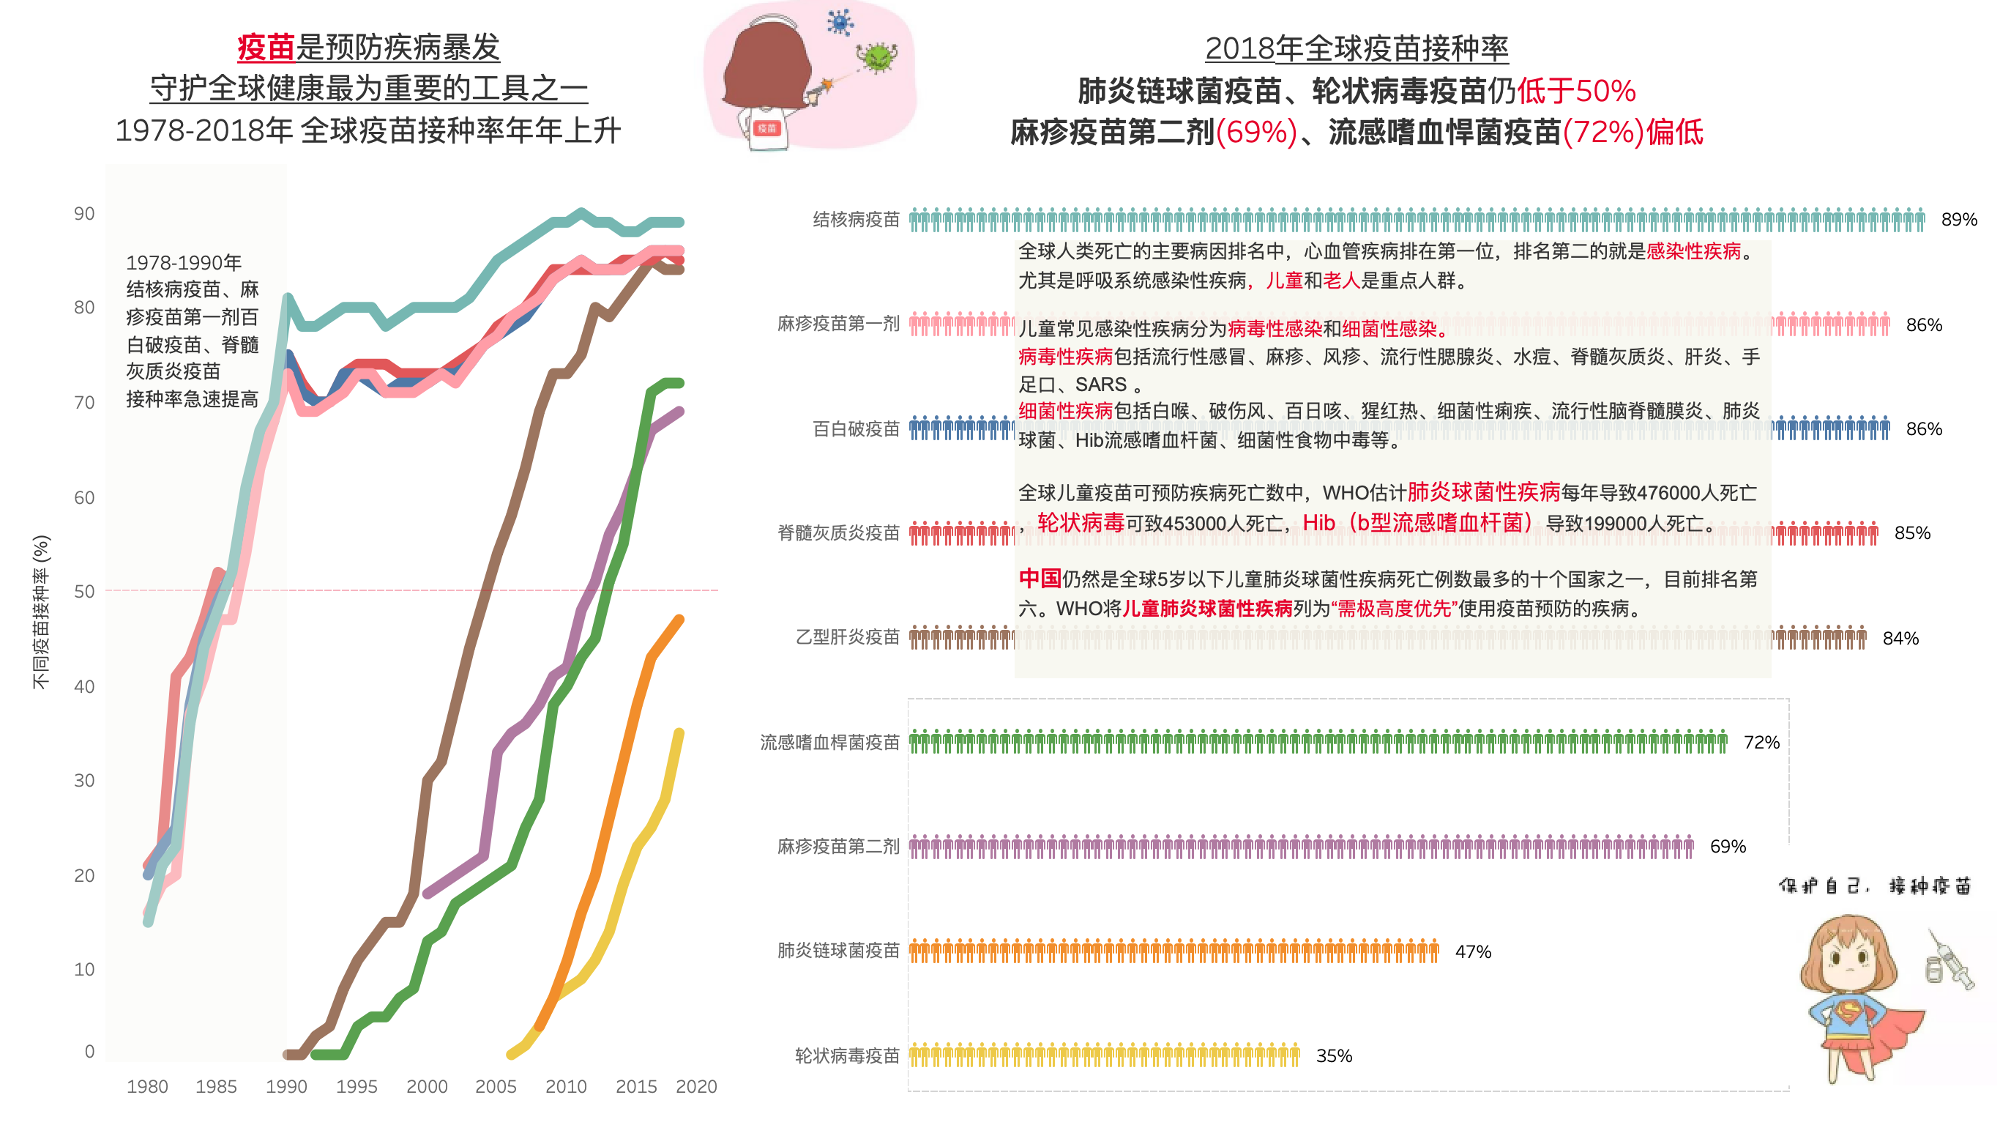 疫苗是预防疾病暴发
守护全球健康最为重要的工具之一
1978-2018年 全球疫苗接种率年年上升
疫苗
2018年全球疫苗接种率
肺炎链球菌疫苗、轮状病毒疫苗仍低于50%
麻疹疫苗第二剂(69%)、流感嗜血悍菌疫苗(72%)偏低
不同疫苗接种率 (%)
90
80
70
60
50
40
30
20
10
0
1978-1990年
结核病疫苗、麻
疹疫苗第一剂百
白破疫苗、脊髓
灰质炎疫苗
接种率急速提高
1980
1985
1990
1995
2000
2005
2010
2015
2020
结核病疫苗
89%
麻疹疫苗第一剂
86%
百白破疫苗
86%
脊髓灰质炎疫苗
85%
乙型肝炎疫苗
84%
流感嗜血桿菌疫苗
72%
麻疹疫苗第二剂
69%
肺炎链球菌疫苗
47%
轮状病毒疫苗
35%
全球人类死亡的主要病因排名中，心血管疾病排在第一位，排名第二的就是感染性疾病。
尤其是呼吸系统感染性疾病，儿童和老人是重点人群。
儿童常见感染性疾病分为病毒性感染和细菌性感染。
病毒性疾病包括流行性感冒、麻疹、风疹、流行性腮腺炎、水痘、脊髓灰质炎、肝炎、手
足口、SARS 。
细菌性疾病包括白喉、破伤风、百日咳、猩红热、细菌性痢疾、流行性脑脊髓膜炎、肺炎
球菌、Hib流感嗜血杆菌、细菌性食物中毒等。
全球儿童疫苗可预防疾病死亡数中，WHO估计肺炎球菌性疾病每年导致476000人死亡
，轮状病毒可致453000人死亡，Hib（b型流感嗜血杆菌）导致199000人死亡。
中国仍然是全球5岁以下儿童肺炎球菌性疾病死亡例数最多的十个国家之一，目前排名第
六。WHO将儿童肺炎球菌性疾病列为“需极高度优先”使用疫苗预防的疾病。
保护自己，接种疫苗